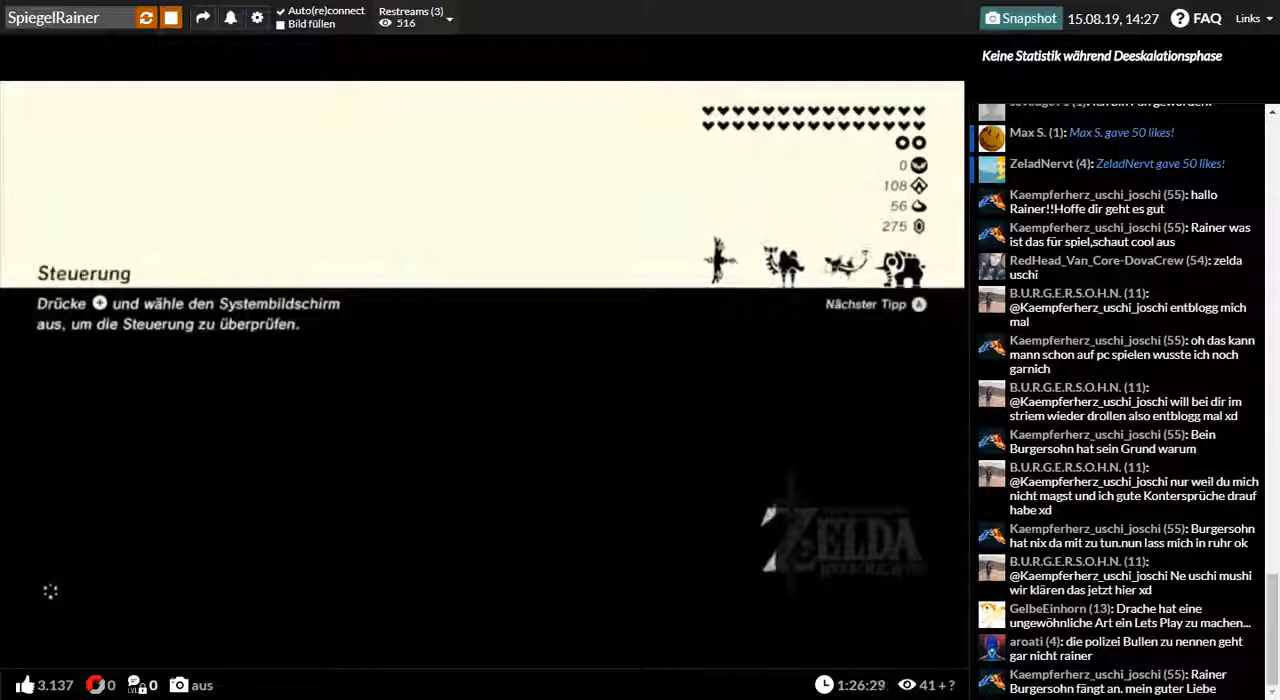 SpiegelRainer
Auto(re)connect
Bild füllen
Restreams (3)
516
Snapshot
15.08.19, 14:27
FAQ
Links
Keine Statistik während Deeskalationsphase
0
108
56
275
Steuerung
Drücke + und wähle den Systembildschirm
aus, um die Steuerung zu überprüfen.
Nächster Tipp A
ZELDA
Max S. (1): Max S. gave 50 likes!
ZeladNervt (4): ZeladNervt gave 50 likes!
Kaempferherz_uschi_joschi (55): hallo
Rainer!!Hoffe dir geht es gut
Kaempferherz_uschi_joschi (55): Rainer was
ist das für spiel,schaut cool aus
RedHead_Van_Core-DovaCrew (54): zelda
uschi
B.U.R.G.E.R.S.O.H.N. (11):
@Kaempferherz_uschi_joschi entblogg mich
mal
Kaempferherz_uschi_joschi (55): oh das kann
mann schon auf pc spielen wusste ich noch
garnich
B.U.R.G.E.R.S.O.H.N. (11):
@Kaempferherz_uschi_joschi will bei dir im
striem wieder drollen also entblogg mal xd
Kaempferherz_uschi_joschi (55): Bein
Burgersohn hat sein Grund warum
B.U.R.G.E.R.S.O.H.N. (11):
@Kaempferherz_uschi_joschi nur weil du mich
nicht magst und ich gute Kontersprüche drauf
habe xd
Kaempferherz_uschi_joschi (55): Burgersohn
hat nix da mit zu tun.nun lass mich in ruhr ok
B.U.R.G.E.R.S.O.H.N. (11):
@Kaempferherz_uschi_joschi Ne uschi mushi
wir klären das jetzt hier xd
GelbeEinhorn (13): Drache hat eine
ungewöhnliche Art ein Lets Play zu machen...
aroati (4): die polizei Bullen zu nennen geht
gar nicht rainer
Kaempferherz_uschi_joschi (55): Rainer
Burgersohn fängt an. mein guter Liebe
3.137
0
LVL
0
aus
1:26:29
41 + ?